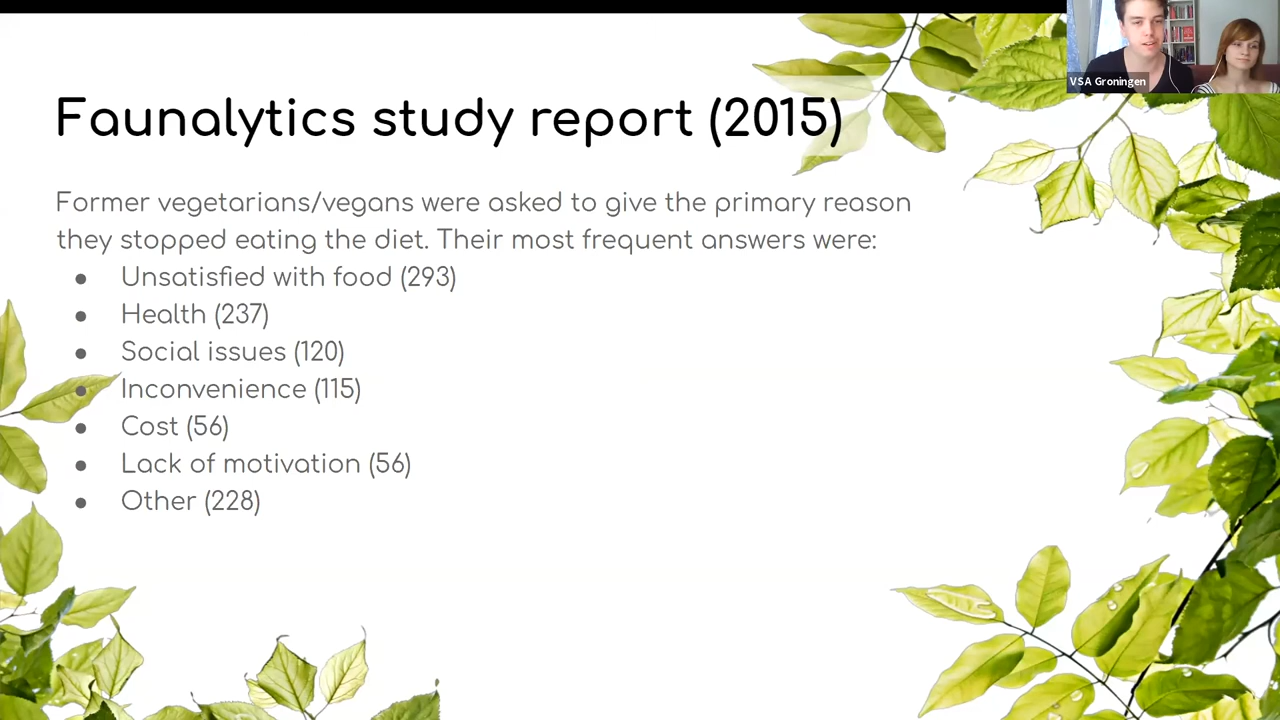 VSA Groningen
Faunalytics study report (2015)
Former vegetarians/vegans were asked to give the primary reason
they stopped eating the diet. Their most frequent answers were:
● Unsatisfied with food (293)
● Health (237)
● Social issues (120)
● Inconvenience (115)
● Cost (56)
● Lack of motivation (56)
● Other (228)